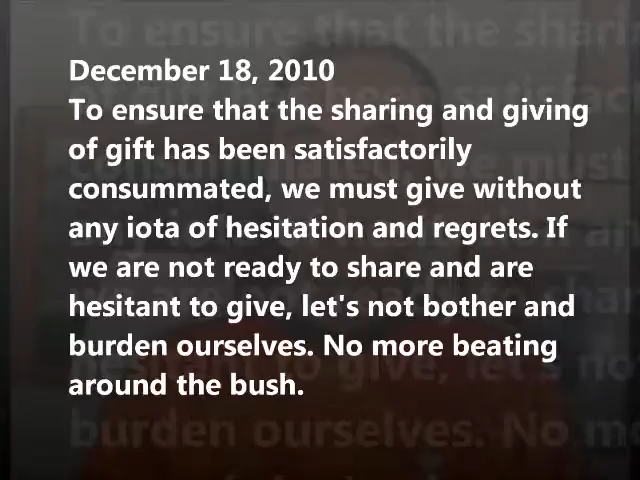 December 18, 2010
To ensure that the sharing and giving
of gift has been satisfactorily
consummated, we must give without
any iota of hesitation and regrets. If
we are not ready to share and are
hesitant to give, let's not bother and
burden ourselves. No more beating
around the bush.